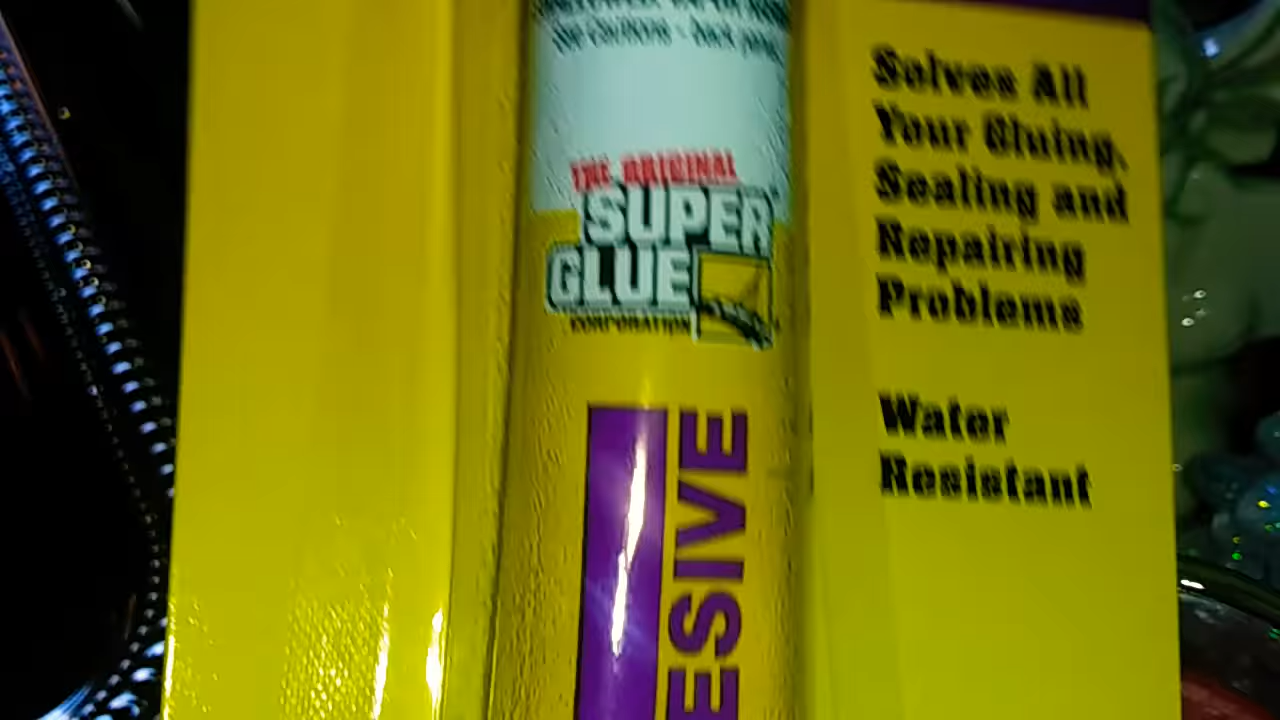 THE ORIGINAL
SUPER
GLUE
CORPORATION
ESIVE
Solves All
Your Gluing,
Sealing and
Repairing
Problems
Water
Resistant